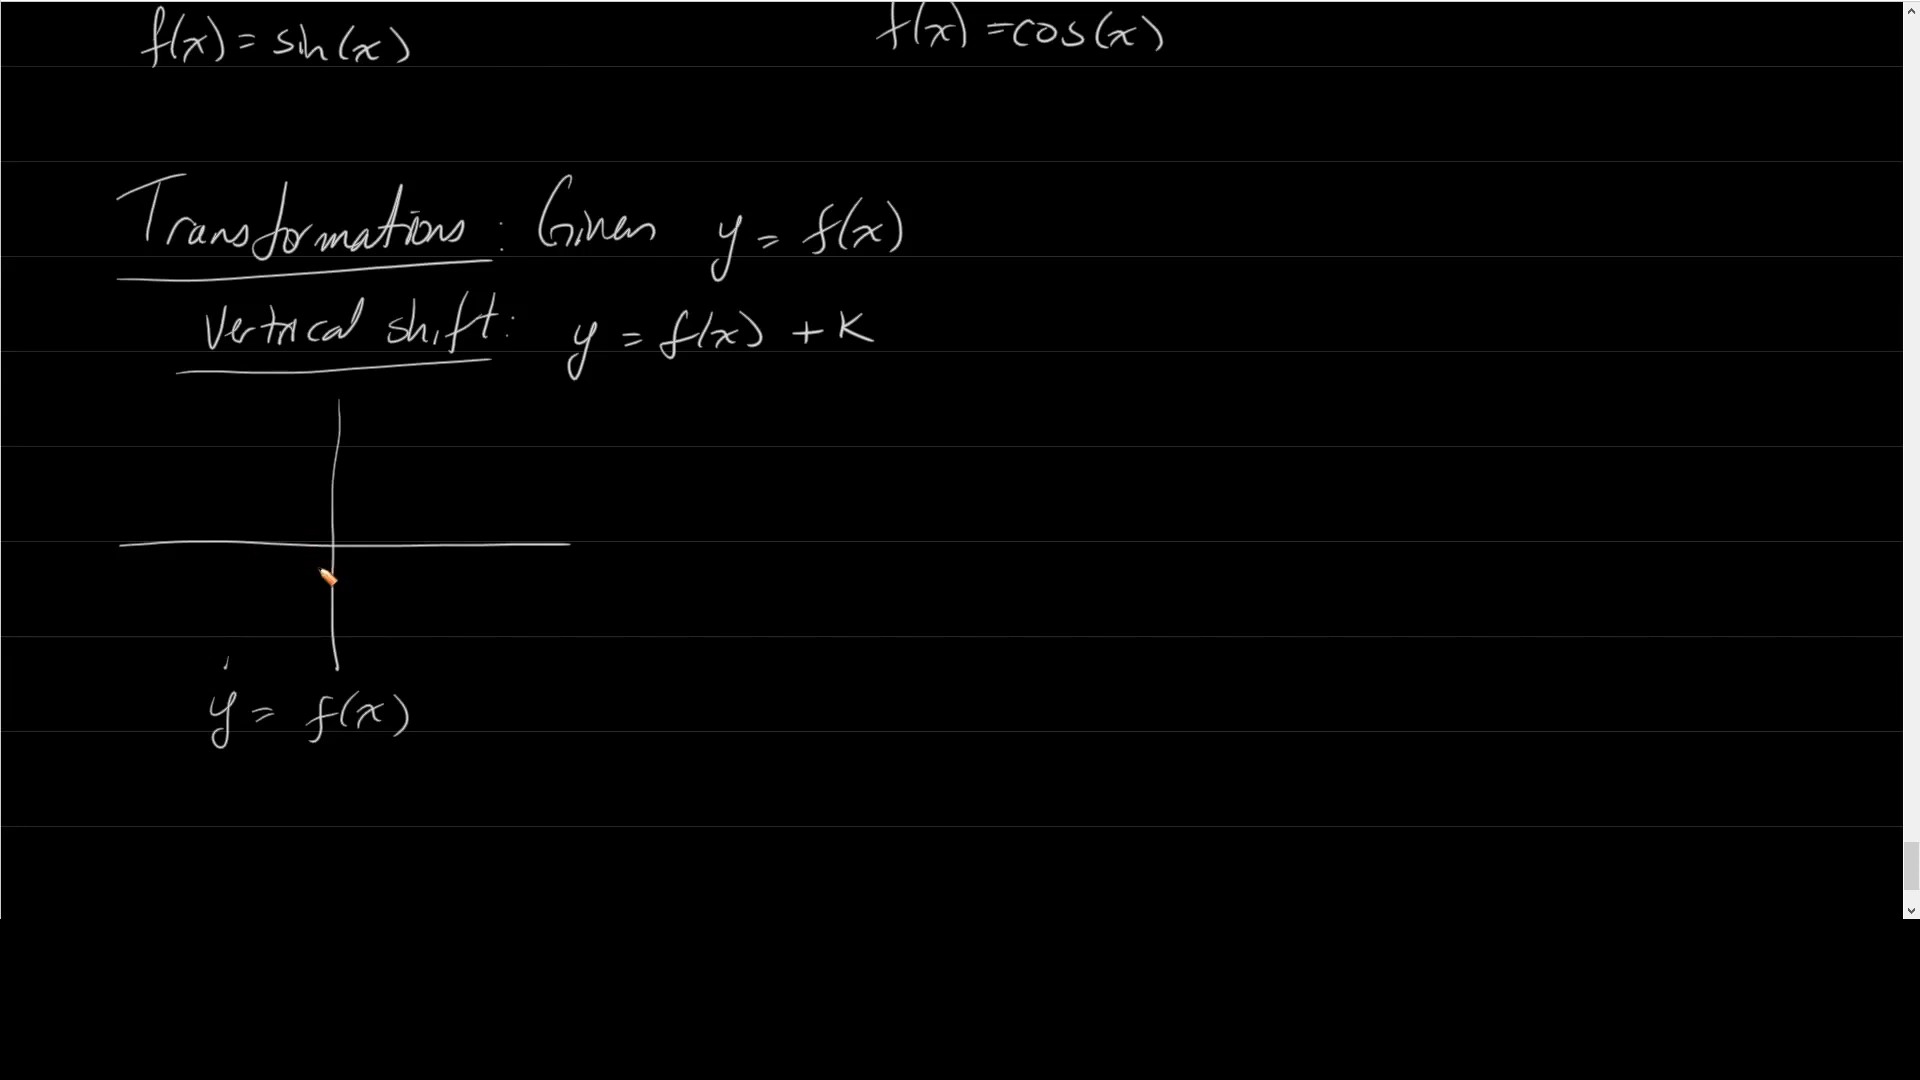 f(x) = sin(x) f(x) = cos(x)
Transformations: Given y = f(x)
Vertical shift: y = f(x) + K
y = f(x)